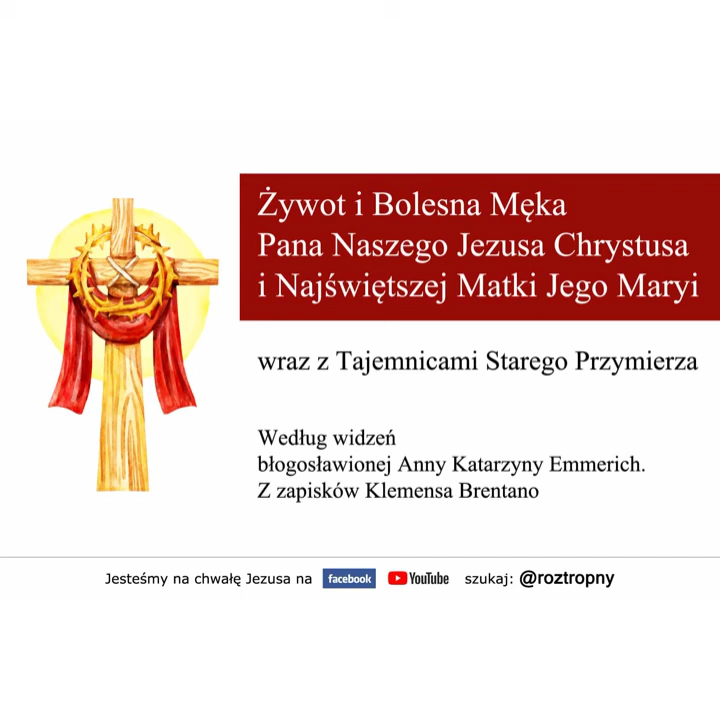 Żywot i Bolesna Męka
Pana Naszego Jezusa Chrystusa
i Najświętszej Matki Jego Maryi
wraz z Tajemnicami Starego Przymierza
Według widzeń
błogosławionej Anny Katarzyny Emmerich.
Z zapisków Klemensa Brentano
Jesteśmy na chwałę Jezusa na facebook YouTube szukaj: @roztropny